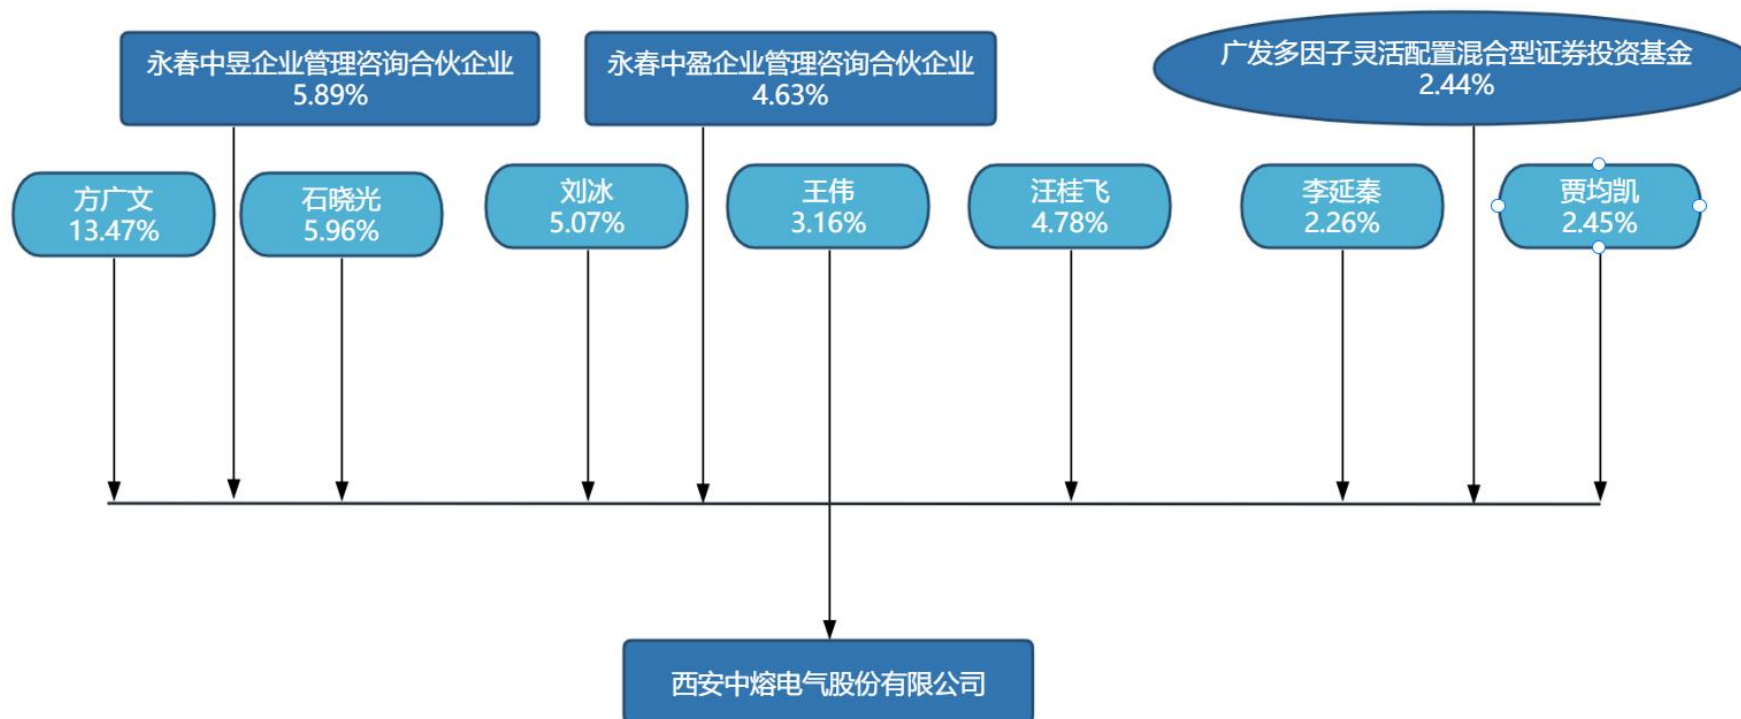 永春中昱企业管理咨询合伙企业
5.89%
永春中盈企业管理咨询合伙企业
4.63%
广发多因子灵活配置混合型证券投资基金
2.44%
方广文
13.47%
石晓光
5.96%
刘冰
5.07%
王伟
3.16%
汪桂飞
4.78%
李延秦
2.26%
贾均凯
2.45%
西安中熔电气股份有限公司